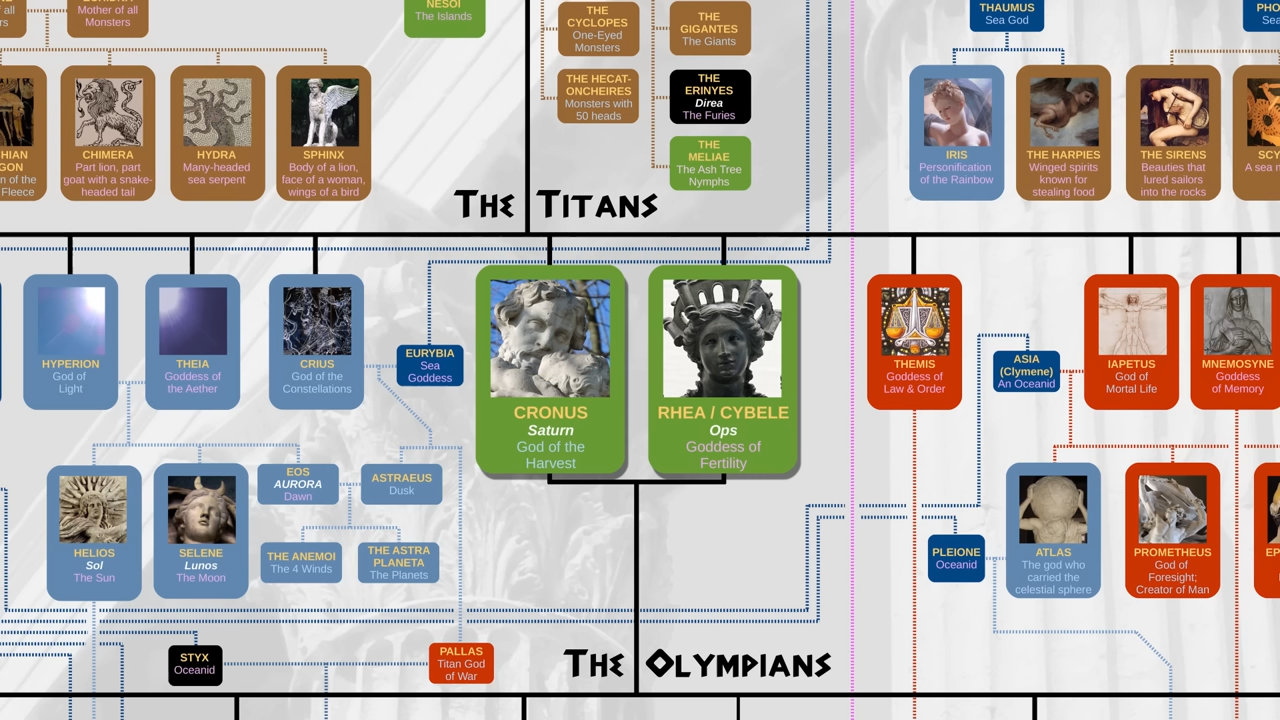 of all
Mother of all
Monsters
NESOI
The Islands
THE
CYCLOPES
One-Eyed
Monsters
THE
GIGANTES
The Giants
THAUMUS
Sea God
THE HECAT-
ONCHEIRES
Monsters with
50 heads
THE
ERINYES
Direa
The Furies
THE
MELIAE
The Ash Tree
Nymphs
CHIMERA
Part lion, part
goat with a snake-
headed tail
HYDRA
Many-headed
sea serpent
SPHINX
Body of a lion,
face of a woman,
wings of a bird
IRIS
Personification
of the Rainbow
THE HARPIES
Winged spirits
known for
stealing food
THE SIRENS
Beauties that
lured sailors
into the rocks
THE TITANS
HYPERION
God of
Light
THEIA
Goddess of
the Aether
CRIUS
God of the
Constellations
EURYBIA
Sea
Goddess
CRONUS
Saturn
God of the
Harvest
RHEA / CYBELE
Ops
Goddess of
Fertility
THEMIS
Goddess of
Law & Order
ASIA
(Clymene)
An Oceanid
IAPETUS
God of
Mortal Life
MNEMOSYNE
Goddess
of Memory
HELIOS
Sol
The Sun
SELENE
Lunos
The Moon
EOS
AURORA
Dawn
ASTRAEUS
Dusk
THE ANEMOI
The 4 Winds
THE ASTRA
PLANETA
The Planets
PLEIONE
Oceanid
ATLAS
The god who
carried the
celestial sphere
PROMETHEUS
God of
Foresight;
Creator of Man
STYX
Oceanid
PALLAS
Titan God
of War
THE OLYMPIANS